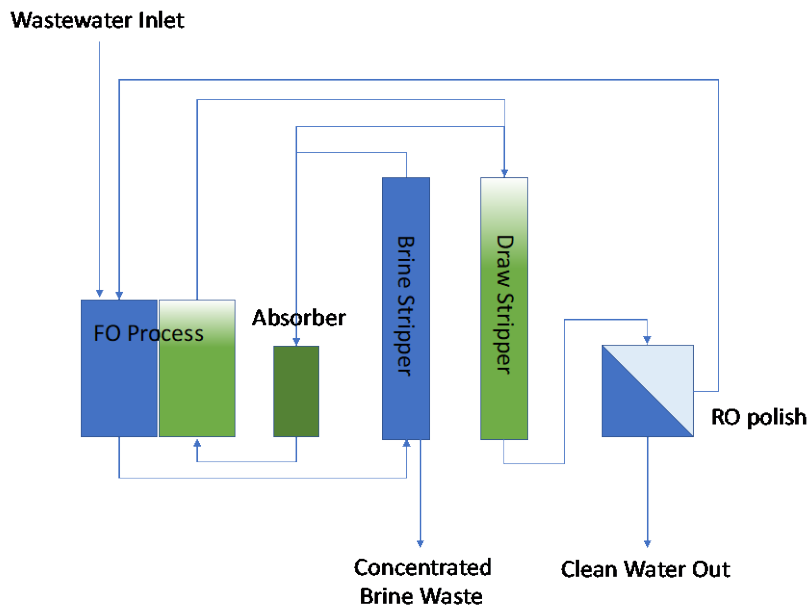 Wastewater Inlet
FO Process
Absorber
Brine Stripper
Draw Stripper
RO polish
Concentrated
Brine Waste
Clean Water Out